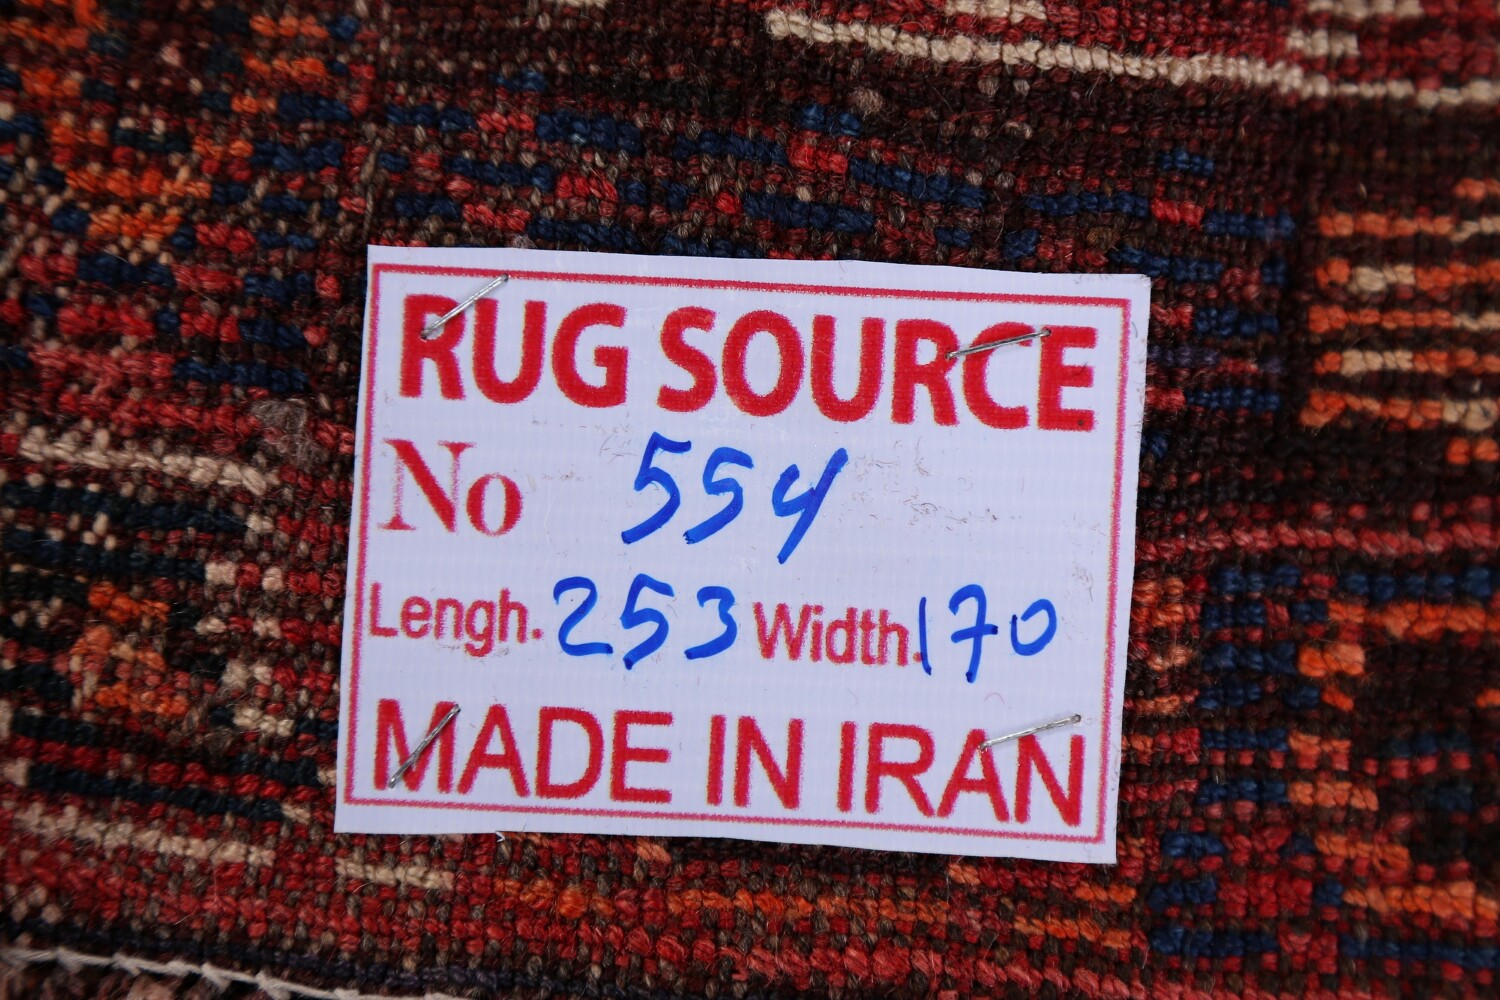 RUG SOURCE
No 554
Lengh. 253 Width. 170
MADE IN IRAN